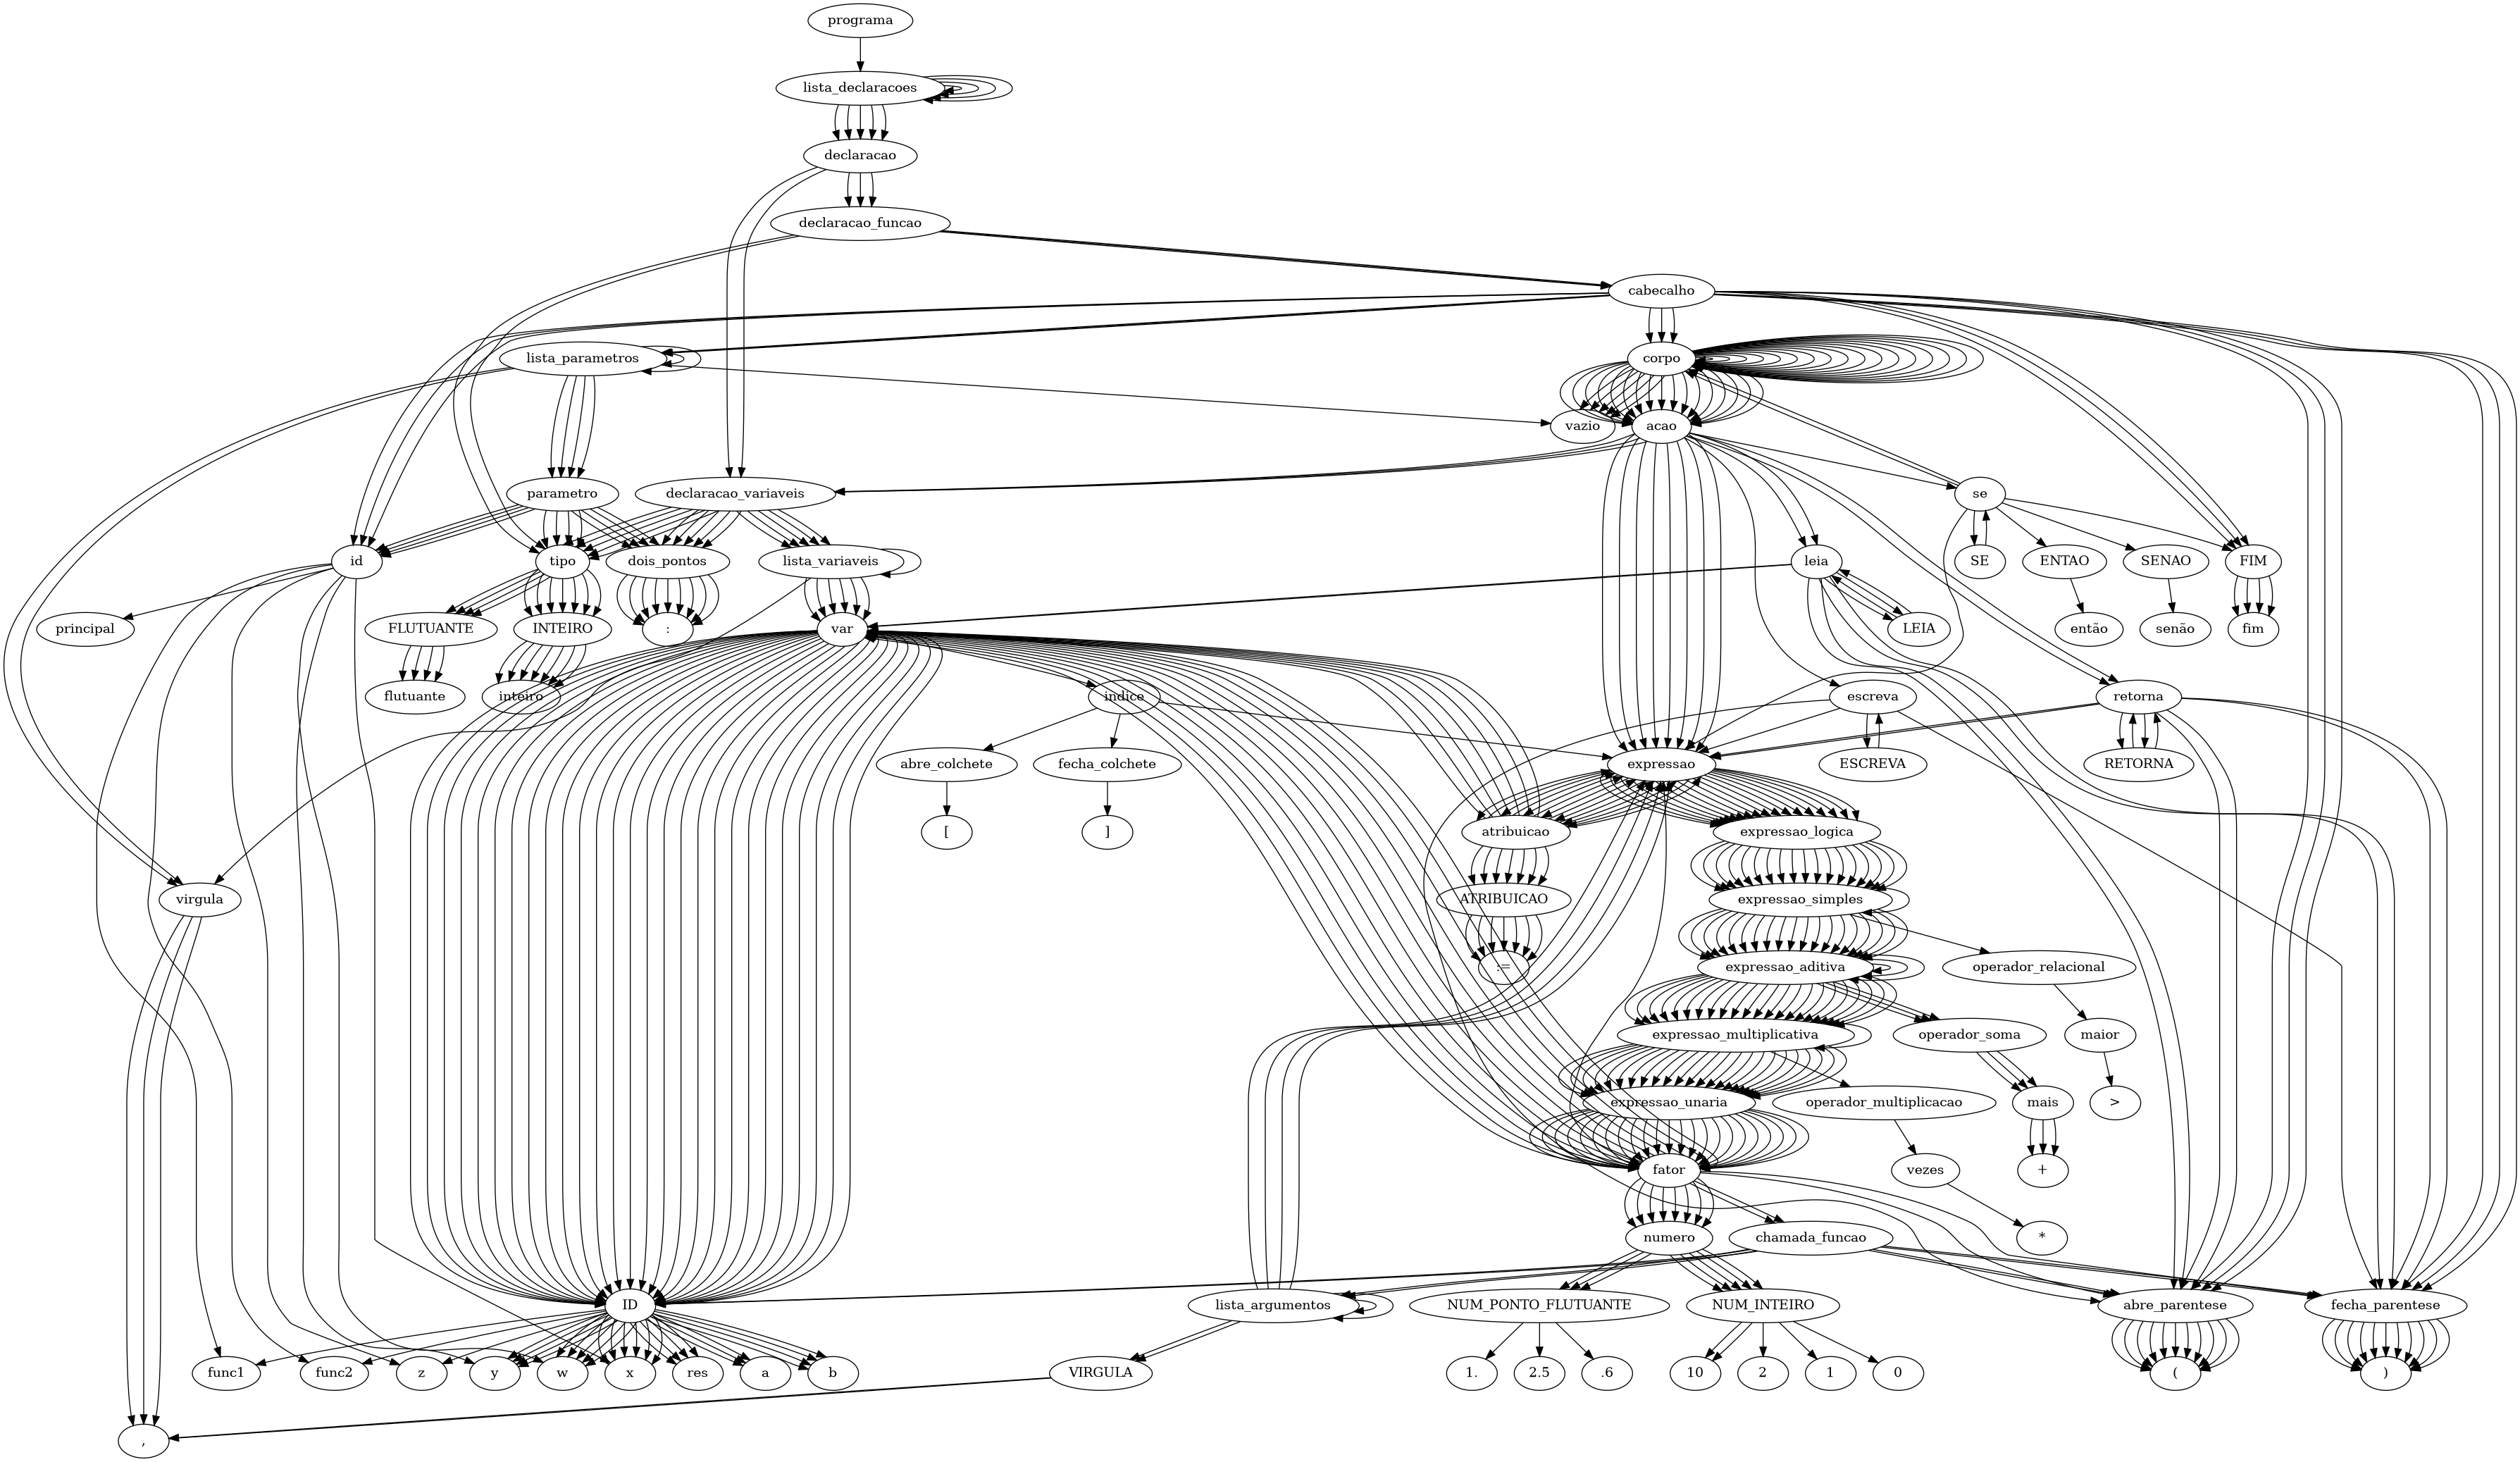 programa
lista_declaracoes
declaracao
declaracao_funcao
cabecalho
lista_parametros
corpo
vazio
acao
parametro
declaracao_variaveis
se
id
tipo
dois_pontos
lista_variaveis
leia
SE
ENTAO
SENAO
FIM
principal
FLUTUANTE
INTEIRO
:
var
LEIA
então
senão
fim
flutuante
inteiro
indice
escreva
retorna
abre_colchete
fecha_colchete
expressao
ESCREVA
RETORNA
[
]
atribuicao
expressao_logica
virgula
ATRIBUICAO
expressao_simples
:=
expressao_aditiva
operador_relacional
expressao_multiplicativa
operador_soma
maior
expressao_unaria
operador_multiplicacao
mais
>
fator
vezes
+
numero
chamada_funcao
*
ID
lista_argumentos
NUM_PONTO_FLUTUANTE
NUM_INTEIRO
abre_parentese
fecha_parentese
func1
func2
z
y
w
x
res
a
b
VIRGULA
1.
2.5
.6
10
2
1
0
(
)
,